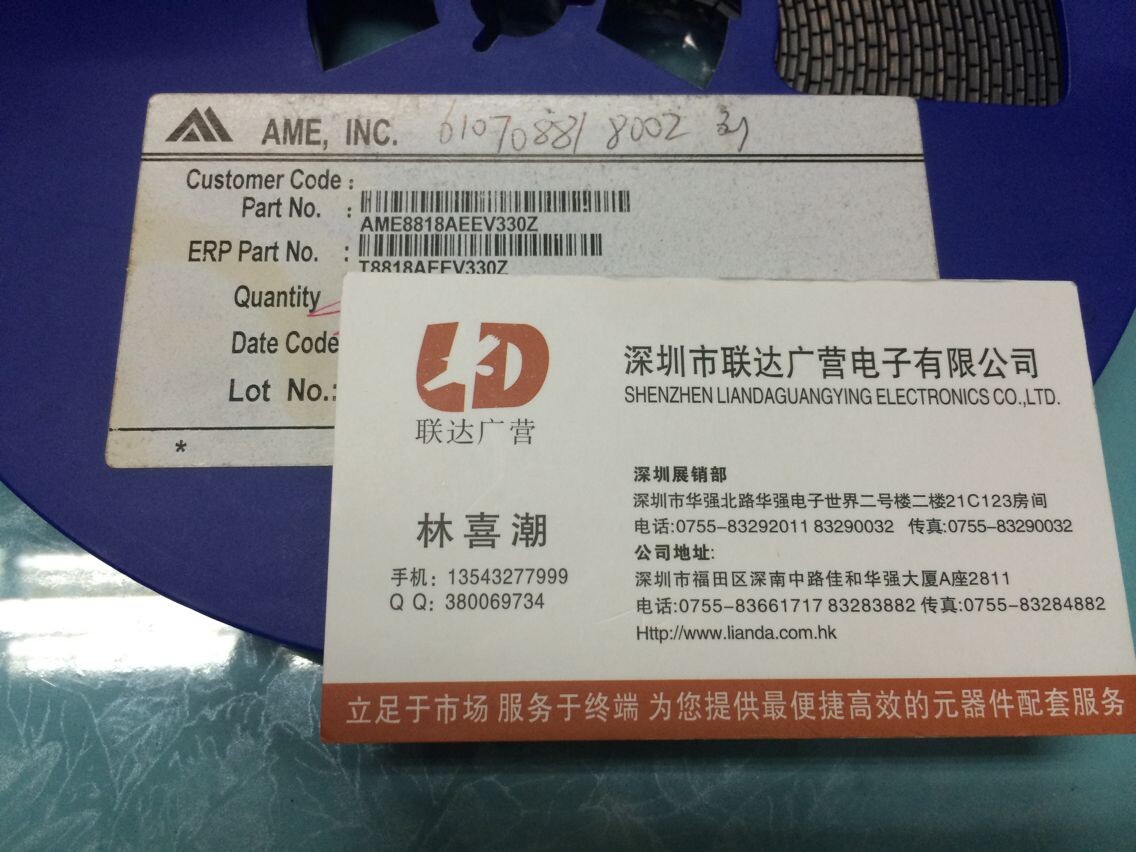 AME, INC. 610708818002
Customer Code :
Part No. :
AME8818AEEV330Z
ERP Part No. :
T8818AEEV330Z
Quantity
Date Code
Lot No.:
*
LD
联达广营
深圳市联达广营电子有限公司
SHENZHEN LIANDAGUANGYING ELECTRONICS CO.,LTD.
林喜潮
手机：13543277999
Q Q：380069734
深圳展销部
深圳市华强北路华强电子世界二号楼二楼21C123房间
电话:0755-83292011 83290032 传真:0755-83290032
公司地址:
深圳市福田区深南中路佳和华强大厦A座2811
电话:0755-83661717 83283882 传真:0755-83284882
Http://www.lianda.com.hk
立足于市场 服务于终端 为您提供最便捷高效的元器件配套服务